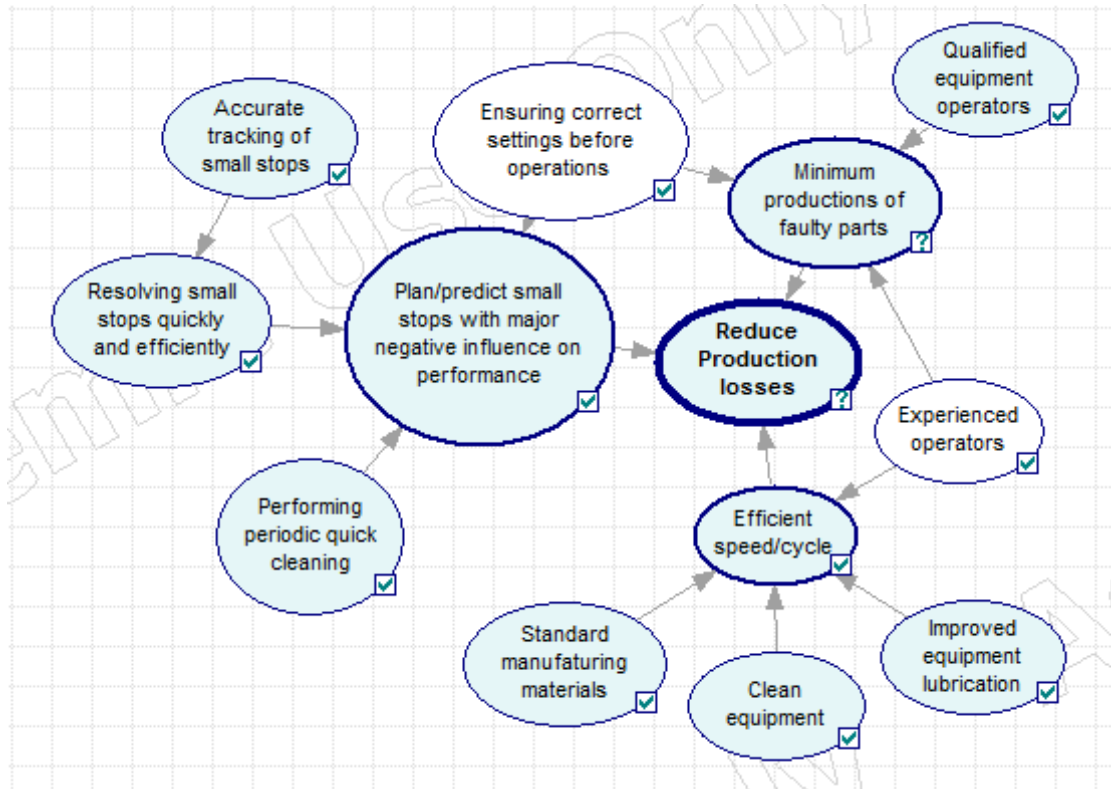 Qualified
equipment
operators
Accurate
tracking of
small stops
Ensuring correct
settings before
operations
Minimum
productions of
faulty parts
Resolving small
stops quickly
and efficiently
Plan/predict small
stops with major
negative influence on
performance
Reduce
Production
losses
Experienced
operators
Performing
periodic quick
cleaning
Efficient
speed/cycle
Standard
manufaturing
materials
Clean
equipment
Improved
equipment
lubrication
?
?